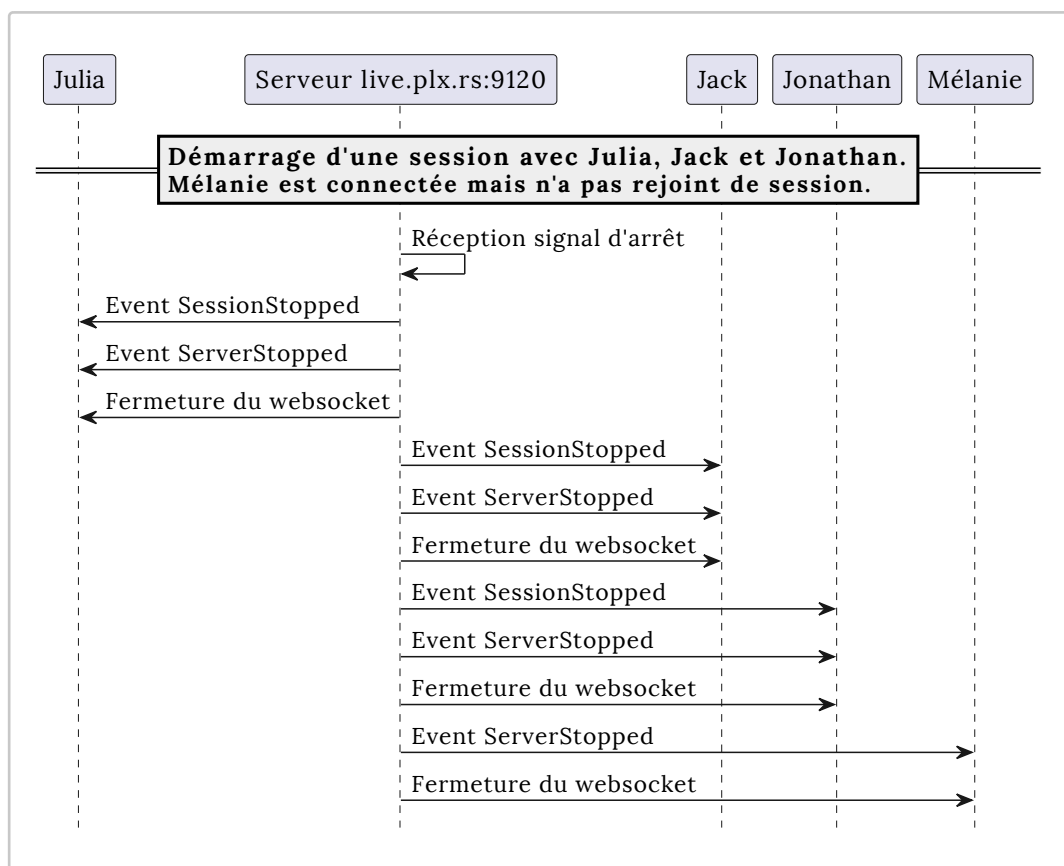 Julia
Serveur live.plx.rs:9120
Jack
Jonathan
Mélanie
Démarrage d'une session avec Julia, Jack et Jonathan.
Mélanie est connectée mais n'a pas rejoint de session.
Réception signal d'arrêt
Event SessionStopped
Event ServerStopped
Fermeture du websocket
Event SessionStopped
Event ServerStopped
Fermeture du websocket
Event SessionStopped
Event ServerStopped
Fermeture du websocket
Event ServerStopped
Fermeture du websocket